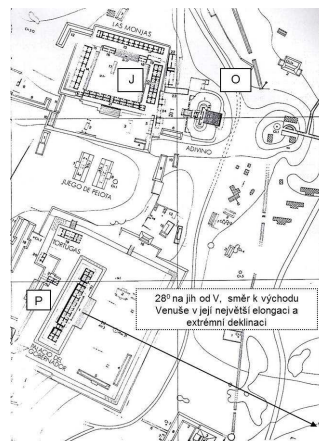 LAS MONJAS
J
O
ADIVINO
JUEGO DE PELOTA
TORTUGAS
P
28⁰ na jih od V, směr k východu
Venuše v její největší elongaci a
extrémní deklinaci
PALACIO DEL
GOBERNADOR